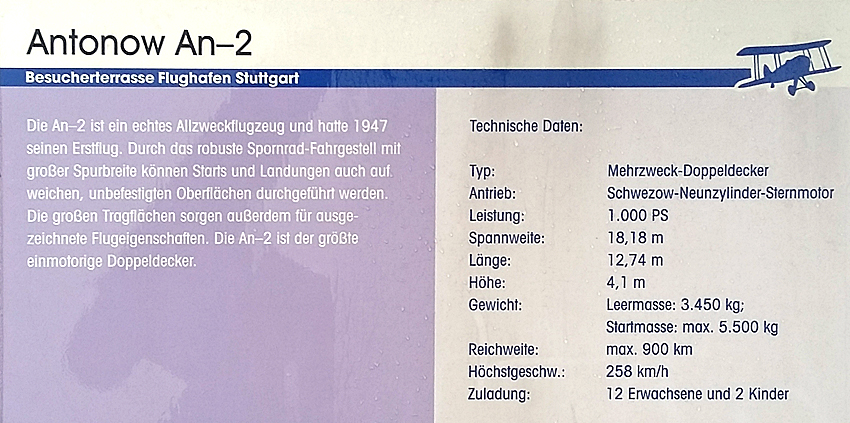 Antonow An–2
Besucherterrasse Flughafen Stuttgart
Die An–2 ist ein echtes Allzweckflugzeug und hatte 1947
seinen Erstflug. Durch das robuste Spornrad-Fahrgestell mit
großer Spurbreite können Starts und Landungen auch auf
weichen, unbefestigten Oberflächen durchgeführt werden.
Die großen Tragflächen sorgen außerdem für ausge-
zeichnete Flugeigenschaften. Die An–2 ist der größte
einmotorige Doppeldecker.
Technische Daten:
Typ: Mehrzweck-Doppeldecker
Antrieb: Schwezow-Neunzylinder-Sternmotor
Leistung: 1.000 PS
Spannweite: 18,18 m
Länge: 12,74 m
Höhe: 4,1 m
Gewicht: Leermasse: 3.450 kg;
Startmasse: max. 5.500 kg
Reichweite: max. 900 km
Höchstgeschw.: 258 km/h
Zuladung: 12 Erwachsene und 2 Kinder